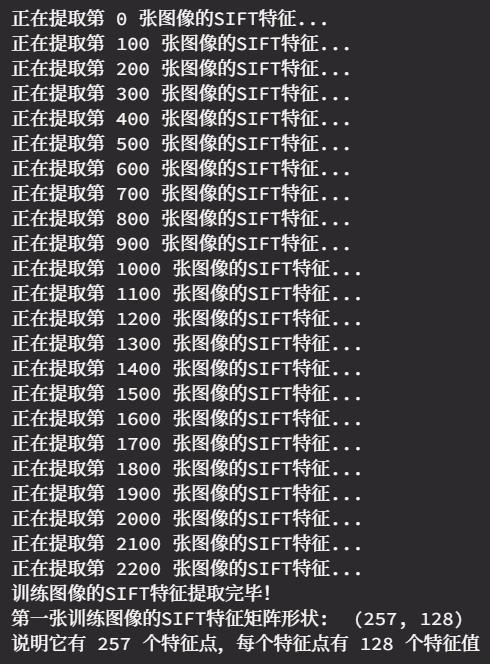 正在提取第 0 张图像的SIFT特征...
正在提取第 100 张图像的SIFT特征...
正在提取第 200 张图像的SIFT特征...
正在提取第 300 张图像的SIFT特征...
正在提取第 400 张图像的SIFT特征...
正在提取第 500 张图像的SIFT特征...
正在提取第 600 张图像的SIFT特征...
正在提取第 700 张图像的SIFT特征...
正在提取第 800 张图像的SIFT特征...
正在提取第 900 张图像的SIFT特征...
正在提取第 1000 张图像的SIFT特征...
正在提取第 1100 张图像的SIFT特征...
正在提取第 1200 张图像的SIFT特征...
正在提取第 1300 张图像的SIFT特征...
正在提取第 1400 张图像的SIFT特征...
正在提取第 1500 张图像的SIFT特征...
正在提取第 1600 张图像的SIFT特征...
正在提取第 1700 张图像的SIFT特征...
正在提取第 1800 张图像的SIFT特征...
正在提取第 1900 张图像的SIFT特征...
正在提取第 2000 张图像的SIFT特征...
正在提取第 2100 张图像的SIFT特征...
正在提取第 2200 张图像的SIFT特征...
训练图像的SIFT特征提取完毕！
第一张训练图像的SIFT特征矩阵形状： (257, 128)
说明它有 257 个特征点，每个特征点有 128 个特征值